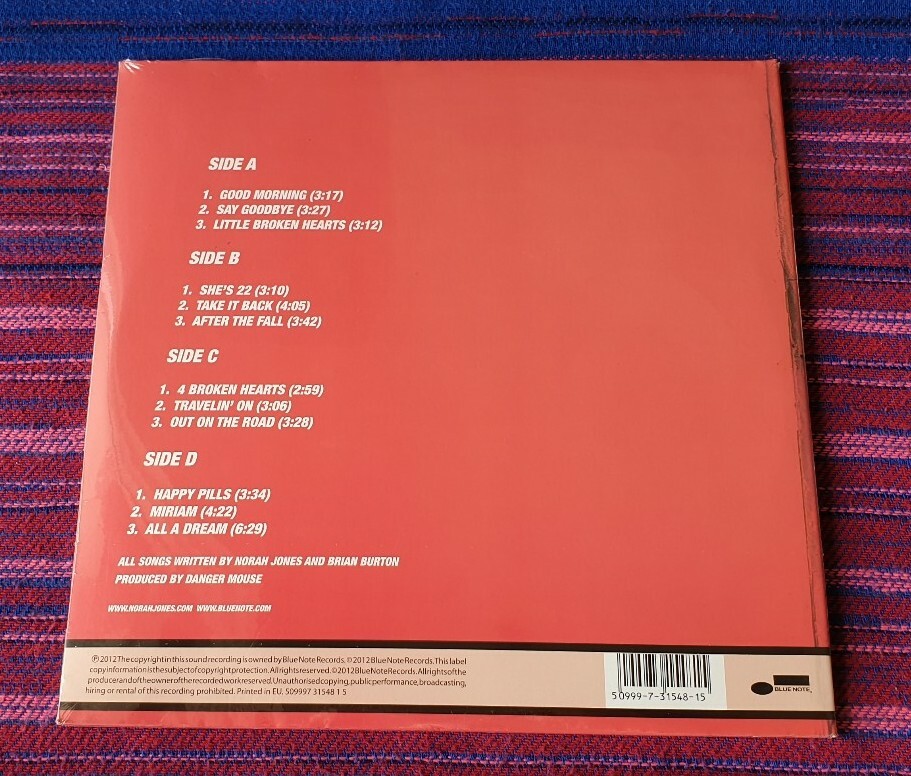 SIDE A
1. GOOD MORNING (3:17)
2. SAY GOODBYE (3:27)
3. LITTLE BROKEN HEARTS (3:12)
SIDE B
1. SHE'S 22 (3:10)
2. TAKE IT BACK (4:05)
3. AFTER THE FALL (3:42)
SIDE C
1. 4 BROKEN HEARTS (2:59)
2. TRAVELIN' ON (3:06)
3. OUT ON THE ROAD (3:28)
SIDE D
1. HAPPY PILLS (3:34)
2. MIRIAM (4:22)
3. ALL A DREAM (6:29)
ALL SONGS WRITTEN BY NORAH JONES AND BRIAN BURTON
PRODUCED BY DANGER MOUSE
WWW.NORAHJONES.COM WWW.BLUENOTE.COM
℗ 2012 The copyright in this sound recording is owned by Blue Note Records. © 2012 Blue Note Records. This label
copy information is the subject of copyright protection. All rights reserved. © 2012 Blue Note Records. All rights of the
producer and of the owner of the recorded work reserved. Unauthorised copying, public performance, broadcasting,
hiring or rental of this recording prohibited. Printed in EU. 509997 31548 1 5
5 0999-7-31548-15
BLUE NOTE